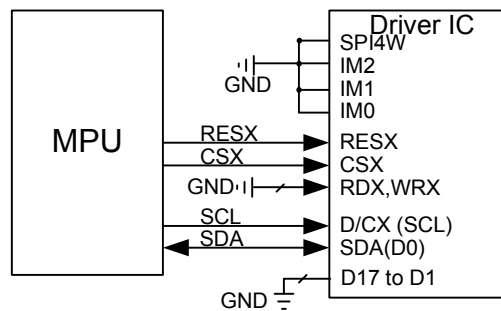 Driver IC
SPI4W
IM2
GND
IM1
IM0
MPU
RESX
RESX
CSX
CSX
GND
RDX,WRX
SCL
D/CX (SCL)
SDA
SDA(D0)
D17 to D1
GND